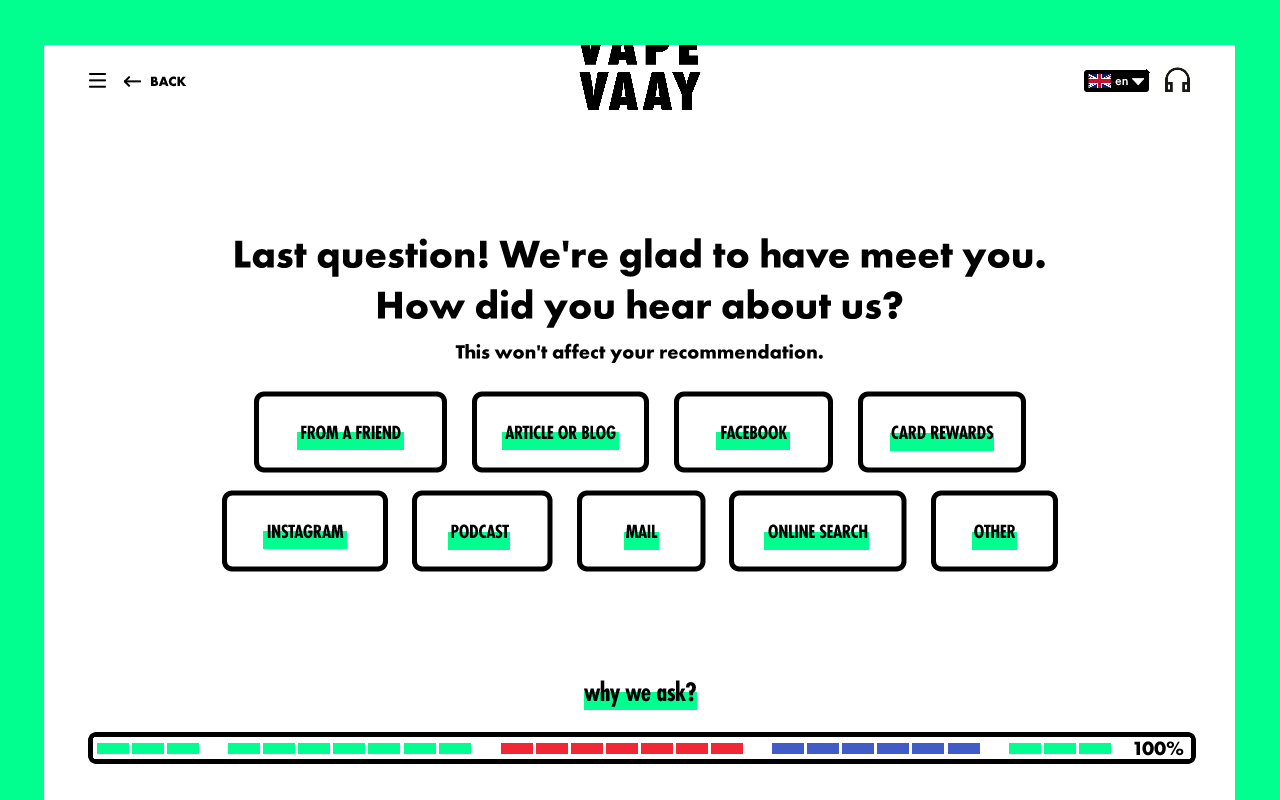 VAPE
VAAY
BACK
en
Last question! We're glad to have meet you.
How did you hear about us?
This won't affect your recommendation.
FROM A FRIEND
ARTICLE OR BLOG
FACEBOOK
CARD REWARDS
INSTAGRAM
PODCAST
MAIL
ONLINE SEARCH
OTHER
why we ask?
100%